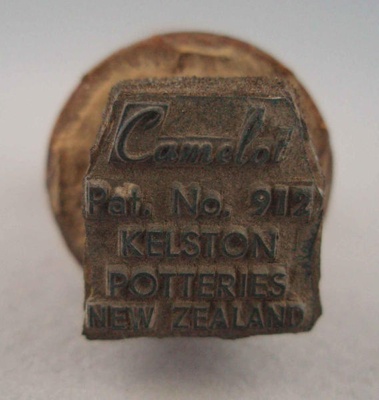 Camelot
Pat. No. 912
KELSTON
POTTERIES
NEW ZEALAND